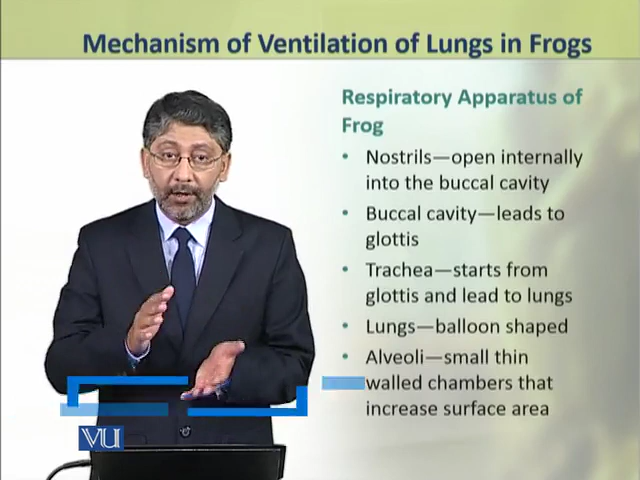 Mechanism of Ventilation of Lungs in Frogs
Respiratory Apparatus of
Frog
• Nostrils—open internally
into the buccal cavity
• Buccal cavity—leads to
glottis
• Trachea—starts from
glottis and lead to lungs
• Lungs—balloon shaped
• Alveoli—small thin
walled chambers that
increase surface area
VU